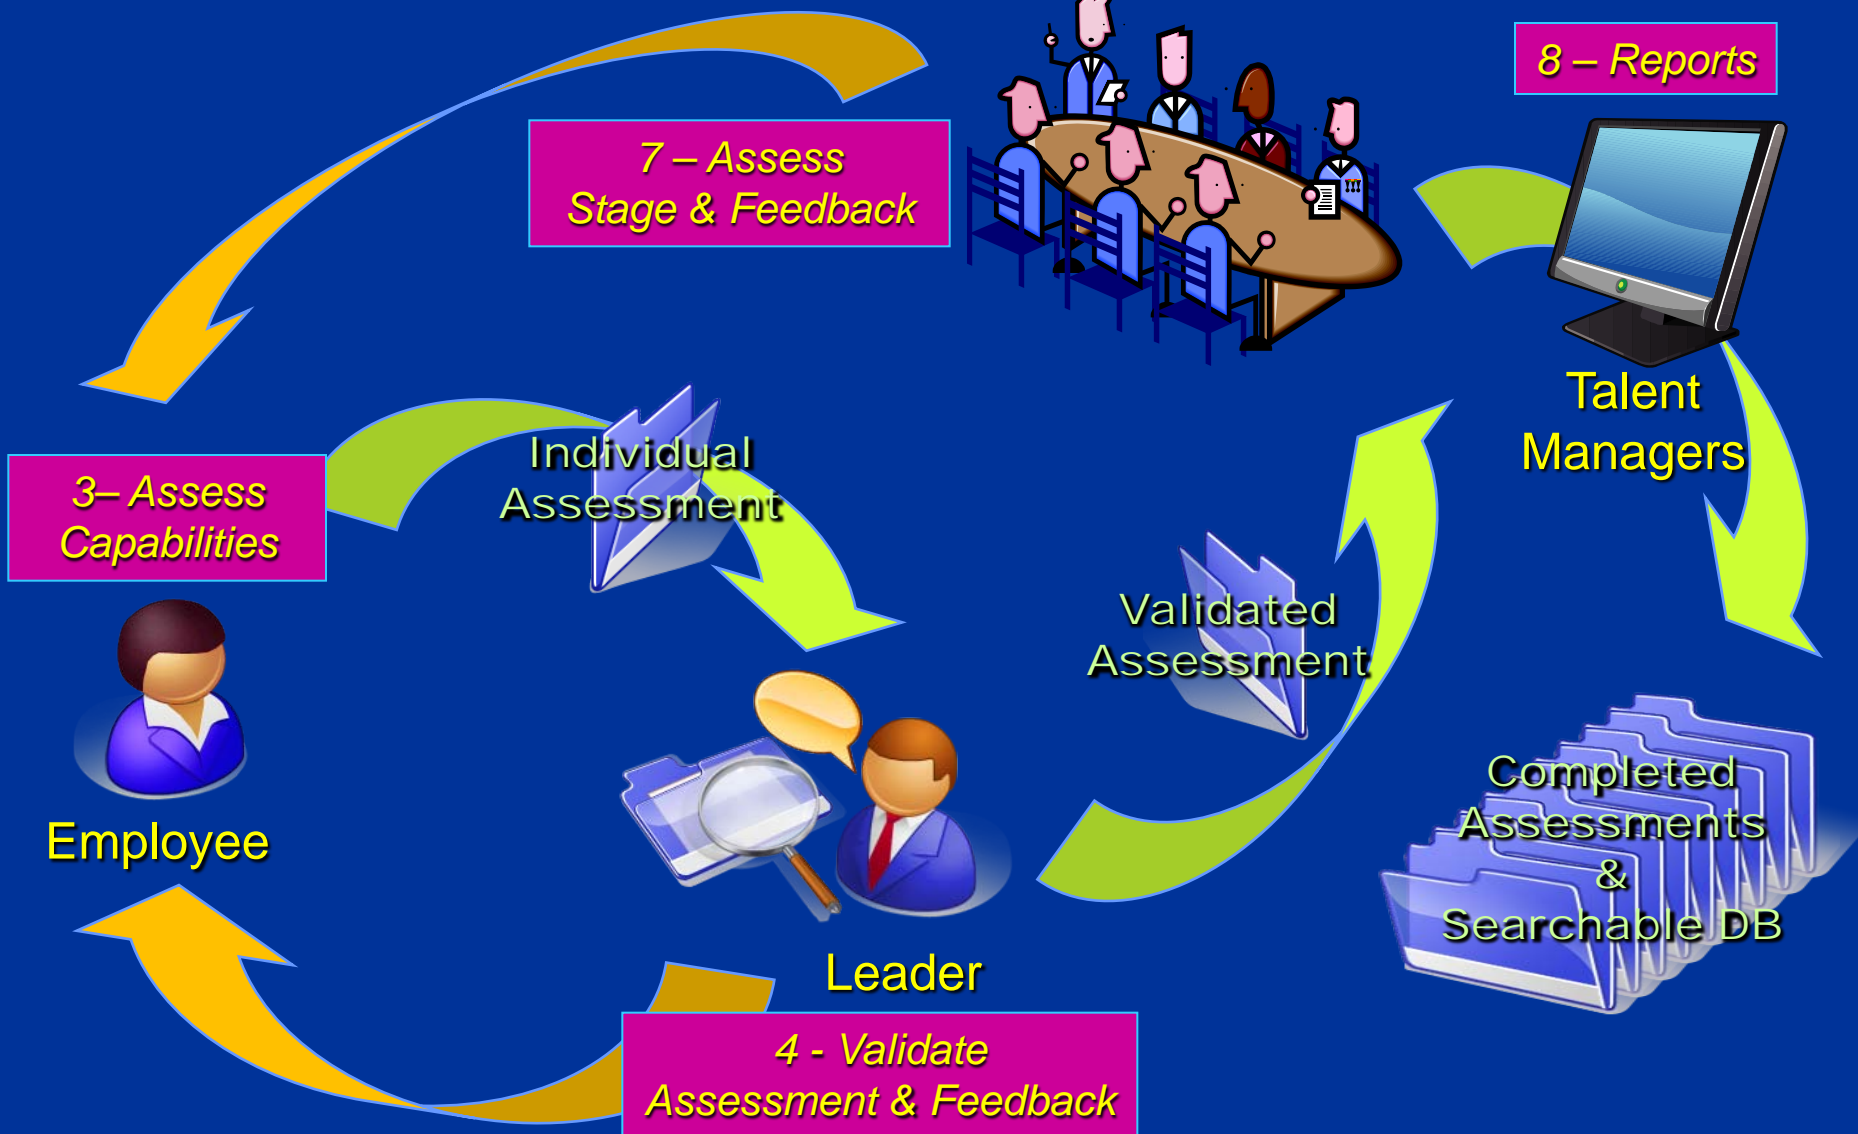 8 – Reports
7 – Assess
Stage & Feedback
Talent
Managers
Individual
Assessment
3– Assess
Capabilities
Validated
Assessment
Completed
Assessments
&
Searchable DB
Employee
Leader
4 - Validate
Assessment & Feedback